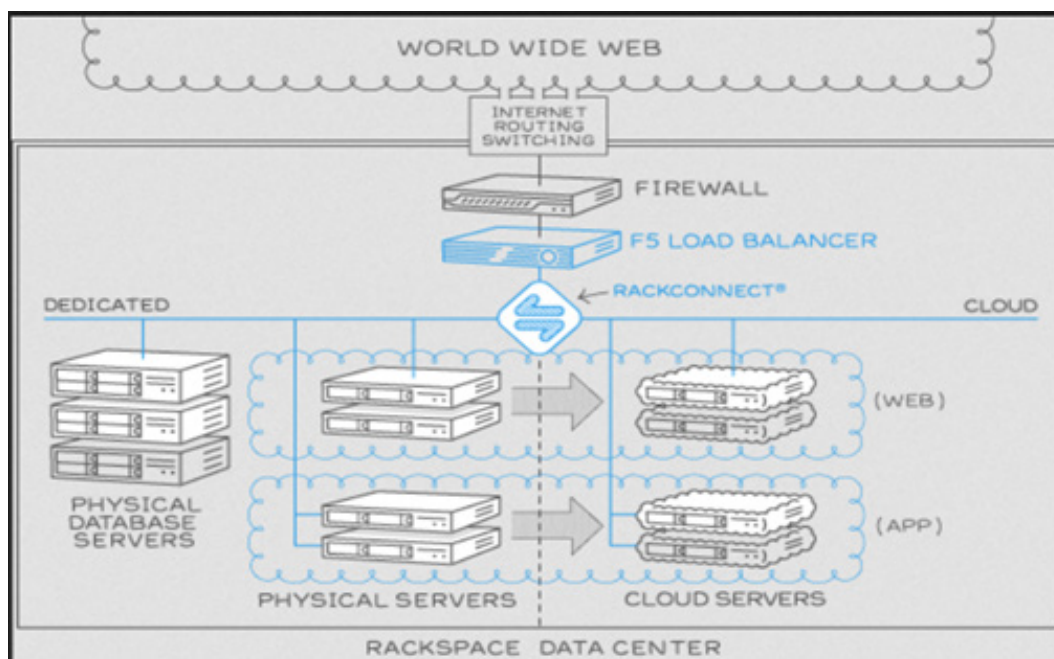 WORLD WIDE WEB
INTERNET
ROUTING
SWITCHING
FIREWALL
F5 LOAD BALANCER
RACKCONNECT®
DEDICATED
CLOUD
(WEB)
PHYSICAL
DATABASE
SERVERS
(APP)
PHYSICAL SERVERS
CLOUD SERVERS
RACKSPACE DATA CENTER